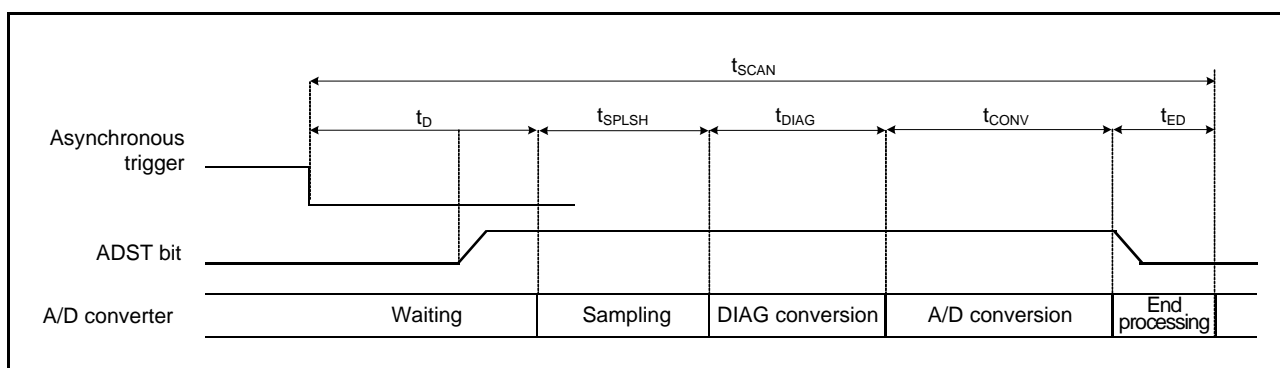 tSCAN
tD
tSPLSH
tDIAG
tCONV
tED
Asynchronous
trigger
ADST bit
A/D converter
Waiting
Sampling
DIAG conversion
A/D conversion
End
processing